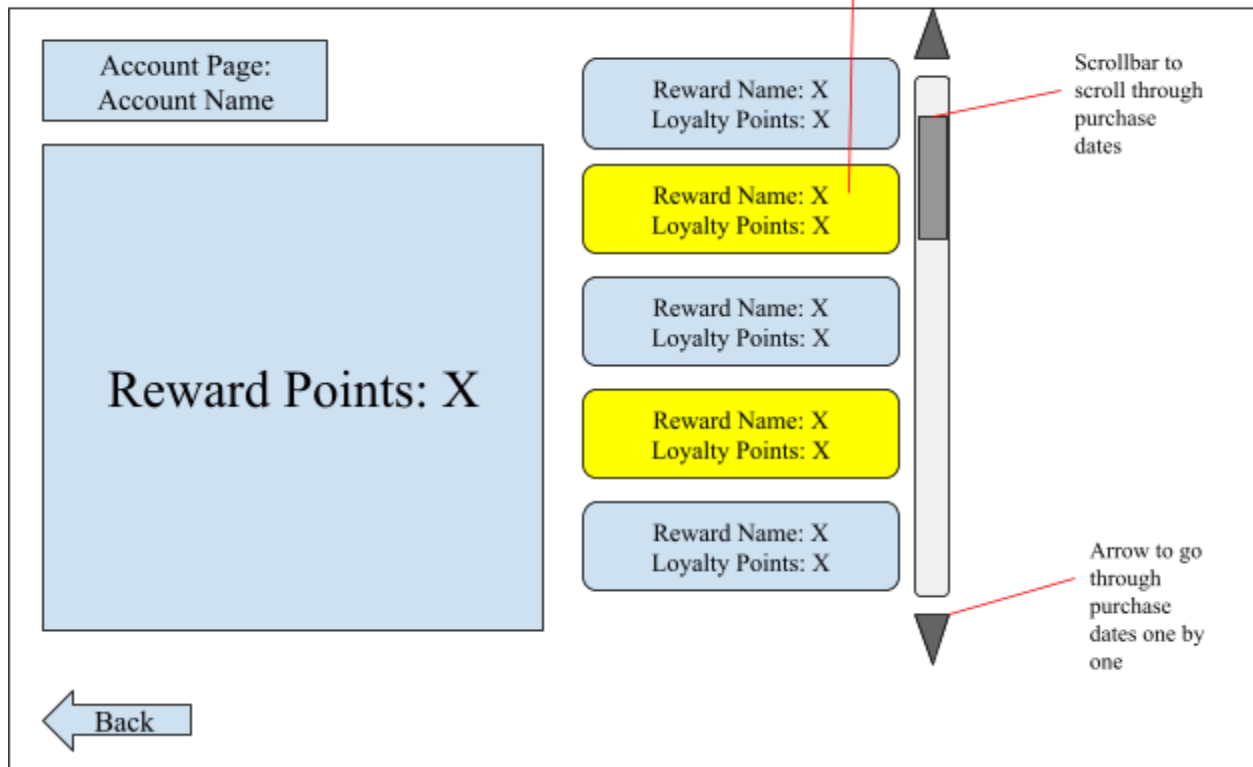 Account Page:
Account Name
Reward Points: X
Back
Reward Name: X
Loyalty Points: X
Reward Name: X
Loyalty Points: X
Reward Name: X
Loyalty Points: X
Reward Name: X
Loyalty Points: X
Reward Name: X
Loyalty Points: X
Scrollbar to
scroll through
purchase
dates
Arrow to go
through
purchase
dates one by
one